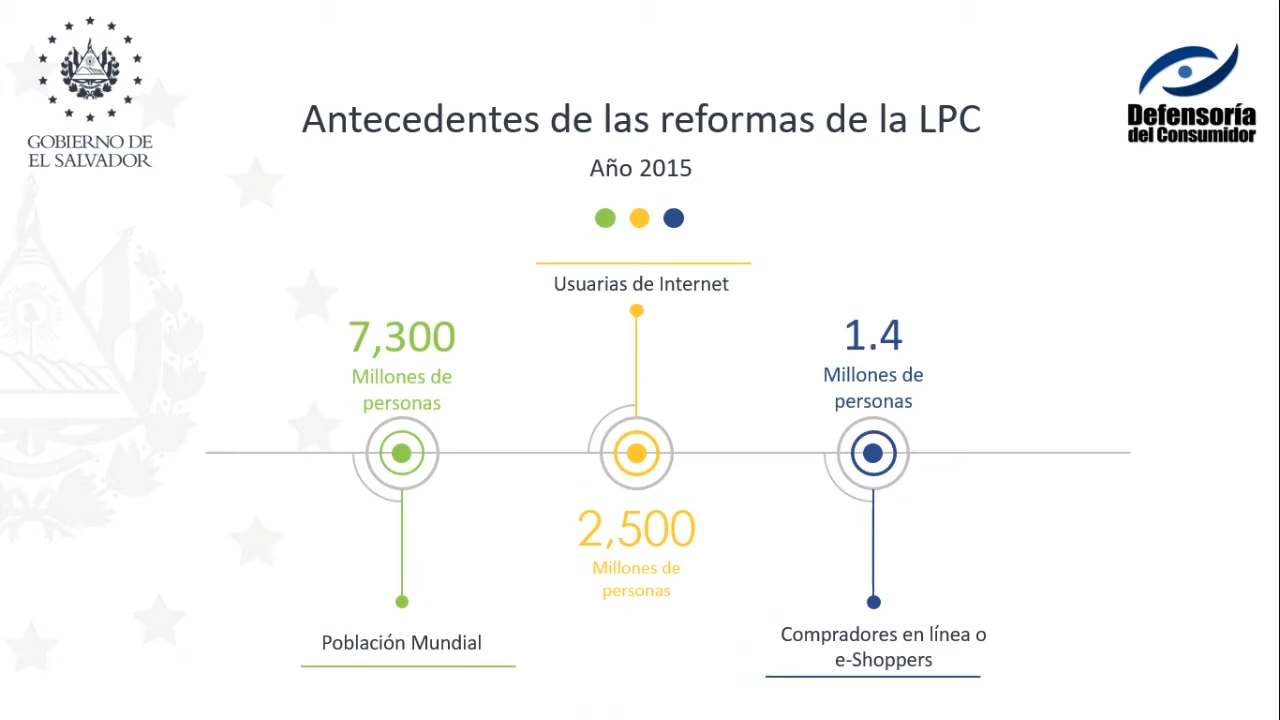 GOBIERNO DE
EL SALVADOR
Defensoría
del Consumidor
Antecedentes de las reformas de la LPC
Año 2015
Usuarias de Internet
7,300
Millones de
personas
1.4
Millones de
personas
2,500
Millones de
personas
Población Mundial
Compradores en línea o
e-Shoppers